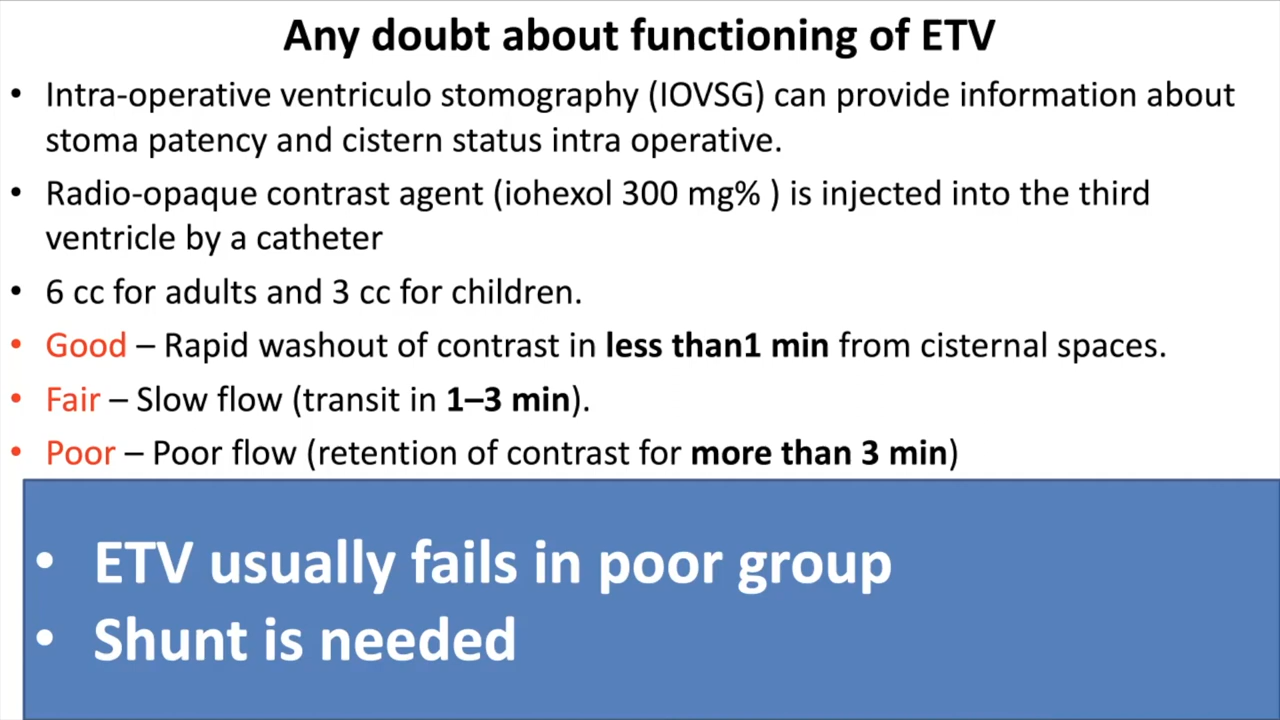 Any doubt about functioning of ETV
• Intra-operative ventriculo stomography (IOVSG) can provide information about
stoma patency and cistern status intra operative.
• Radio-opaque contrast agent (iohexol 300 mg% ) is injected into the third
ventricle by a catheter
• 6 cc for adults and 3 cc for children.
• Good – Rapid washout of contrast in less than1 min from cisternal spaces.
• Fair – Slow flow (transit in 1–3 min).
• Poor – Poor flow (retention of contrast for more than 3 min)
• ETV usually fails in poor group
• Shunt is needed